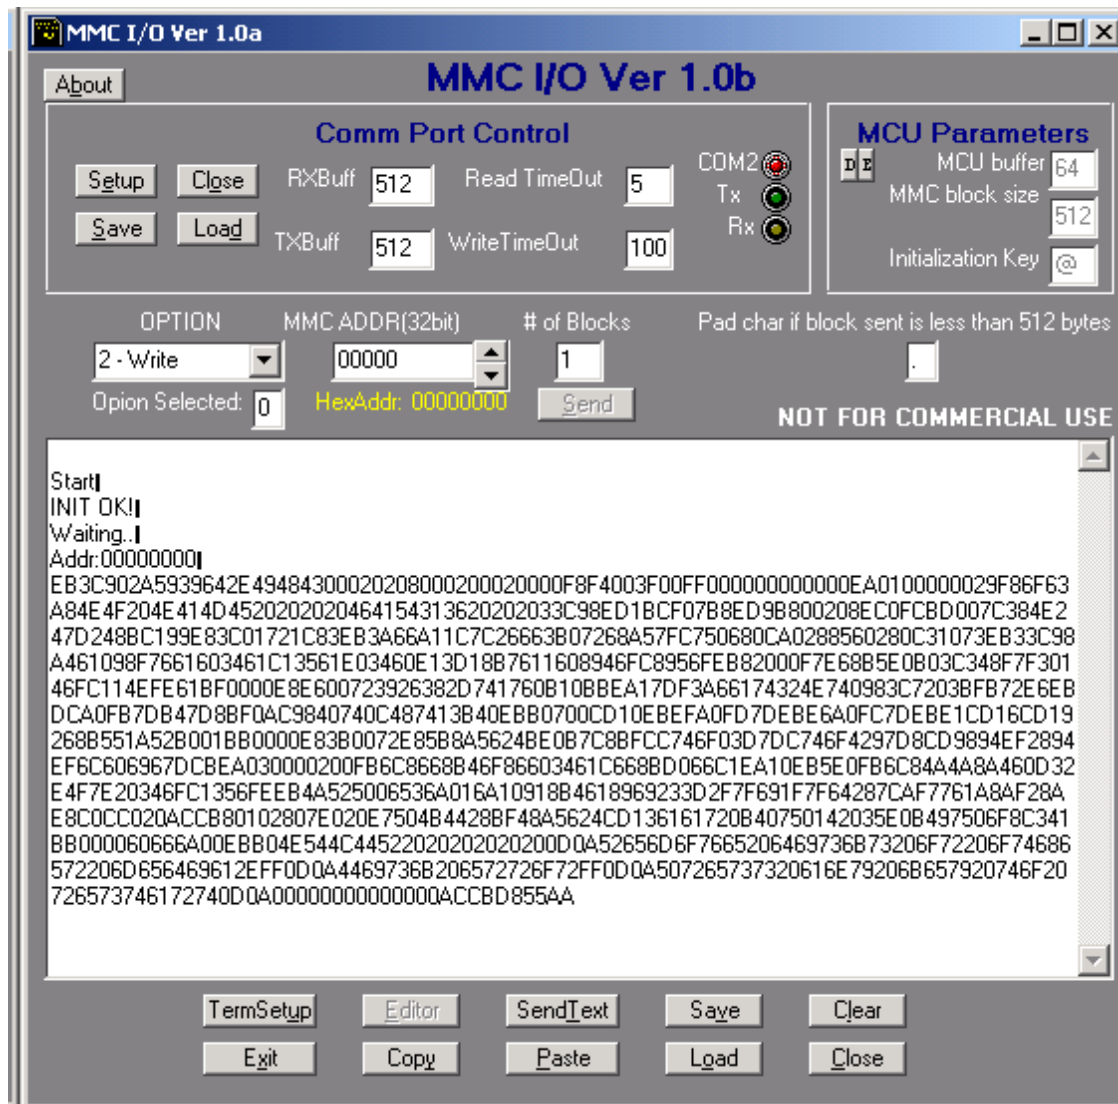 MMC I/O Ver 1.0a
About
MMC I/O Ver 1.0b
Comm Port Control
Setup Close RXBuff 512 Read TimeOut 5
Save Load TXBuff 512 WriteTimeOut 100
COM2
Tx
Rx
MCU Parameters
D E MCU buffer 64
MMC block size 512
Initialization Key @
OPTION MMC ADDR(32bit) # of Blocks Pad char if block sent is less than 512 bytes
2 - Write 00000 1 .
Opion Selected: 0 HexAddr: 00000000 Send
NOT FOR COMMERCIAL USE
Start
INIT OK!
Waiting..
Addr:00000000
EB3C902A5939642E49484300020208000200020000F8F4003F00FF000000000000EA0100000029F86F63
A84E4F204E414D4520202020464154313620202033C98ED1BCF07B8ED9B800208EC0FCBD007C384E2
47D248BC199E83C01721C83EB3A66A11C7C26663B07268A57FC750680CA0288560280C31073EB33C98
A461098F7661603461C13561E03460E13D18B7611608946FC8956FEB82000F7E68B5E0B03C348F7F301
46FC114EFE61BF0000E8E600723926382D741760B10BBEA17DF3A66174324E740983C7203BFB72E6EB
DCA0FB7DB47D8BF0AC9840740C487413B40EBB0700CD10EBEFA0FD7DEBE6A0FC7DEBE1CD16CD19
268B551A52B001BB0000E83B0072E85B8A5624BE0B7C8BFCC746F03D7DC746F4297D8CD9894EF2894
EF6C606967DCBEA030000200FB6C8668B46F86603461C668BD066C1EA10EB5E0FB6C84A4A8A460D32
E4F7E20346FC1356FEEB4A525006536A016A10918B4618969233D2F7F691F7F64287CAF7761A8AF28A
E8C0CC020ACCB80102807E020E7504B4428BF48A5624CD136161720B40750142035E0B497506F8C341
BB000060666A00EBB04E544C4452202020202020​0D0A52656D6F7665206469736B73206F72206F74686
572206D656469612EFF0D0A4469736B206572726F72FF0D0A507265737320616E79206B657920746F20
726573746172740D0A00000000000000ACCBD855AA
TermSetup Editor SendText Save Clear
Exit Copy Paste Load Close